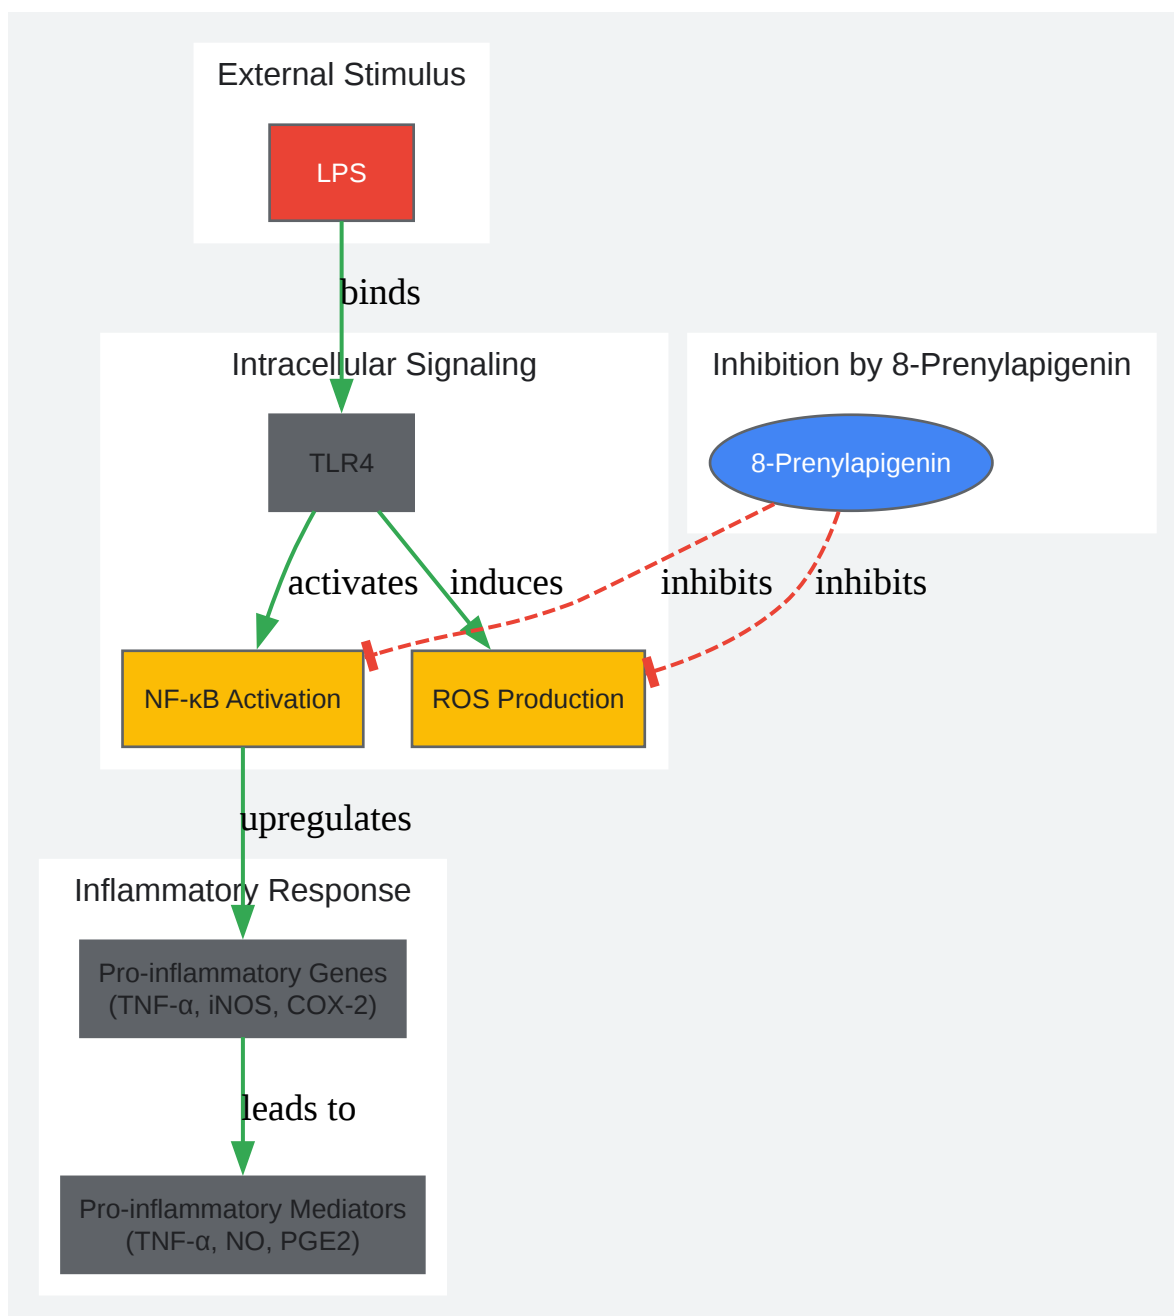 External Stimulus
LPS
binds
Intracellular Signaling
Inhibition by 8-Prenylapigenin
TLR4
8-Prenylapigenin
activates
induces
inhibits
inhibits
NF-κB Activation
ROS Production
upregulates
Inflammatory Response
Pro-inflammatory Genes
(TNF-α, iNOS, COX-2)
leads to
Pro-inflammatory Mediators
(TNF-α, NO, PGE2)